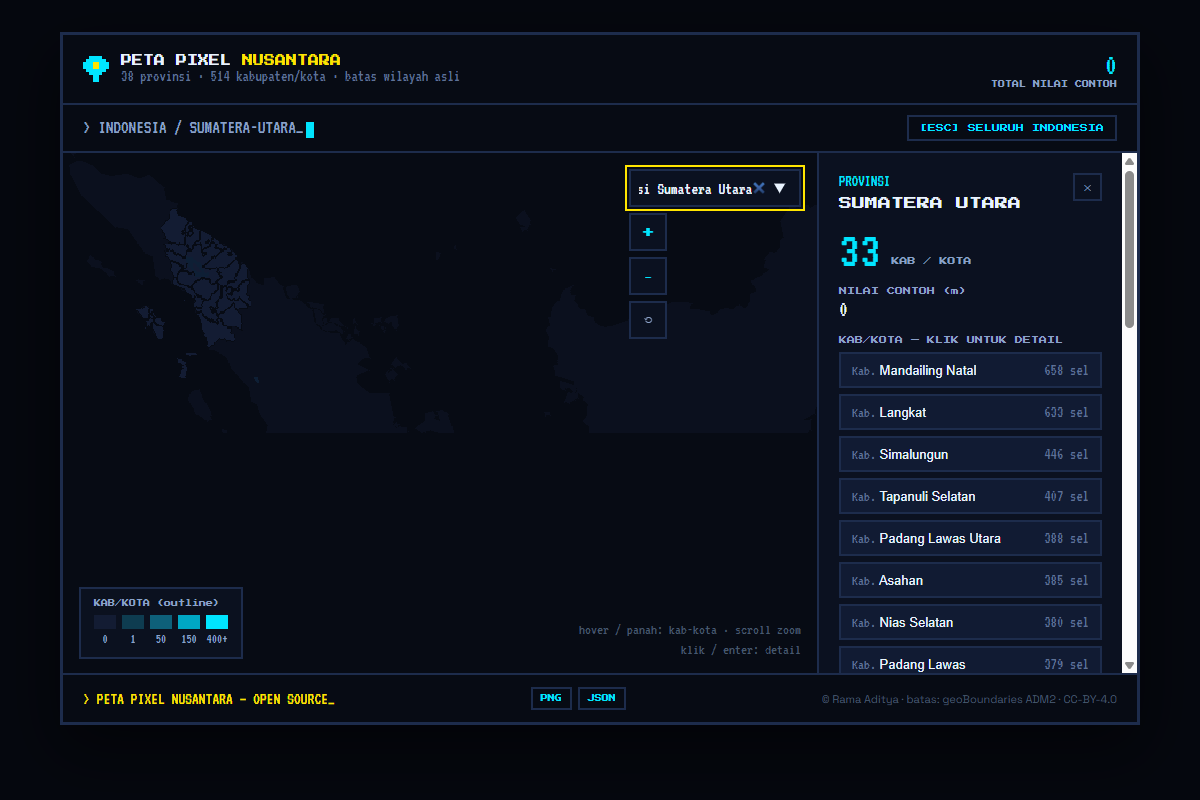 PETA PIXEL NUSANTARA
38 provinsi · 514 kabupaten/kota · batas wilayah asli
0
TOTAL NILAI CONTOH
❯ INDONESIA / SUMATERA-UTARA_
[ESC] SELURUH INDONESIA
si Sumatera Utara✕ ▼
+
−
⟲
PROVINSI
SUMATERA UTARA
×
33 KAB / KOTA
NILAI CONTOH (m)
0
KAB/KOTA — KLIK UNTUK DETAIL
Kab. Mandailing Natal 658 sel
Kab. Langkat 633 sel
Kab. Simalungun 446 sel
Kab. Tapanuli Selatan 407 sel
Kab. Padang Lawas Utara 388 sel
Kab. Asahan 385 sel
Kab. Nias Selatan 380 sel
Kab. Padang Lawas 379 sel
KAB/KOTA (outline)
0 1 50 150 400+
hover / panah: kab-kota · scroll zoom
klik / enter: detail
❯ PETA PIXEL NUSANTARA — OPEN SOURCE_
PNG
JSON
© Rama Aditya · batas: geoBoundaries ADM2 · CC-BY-4.0